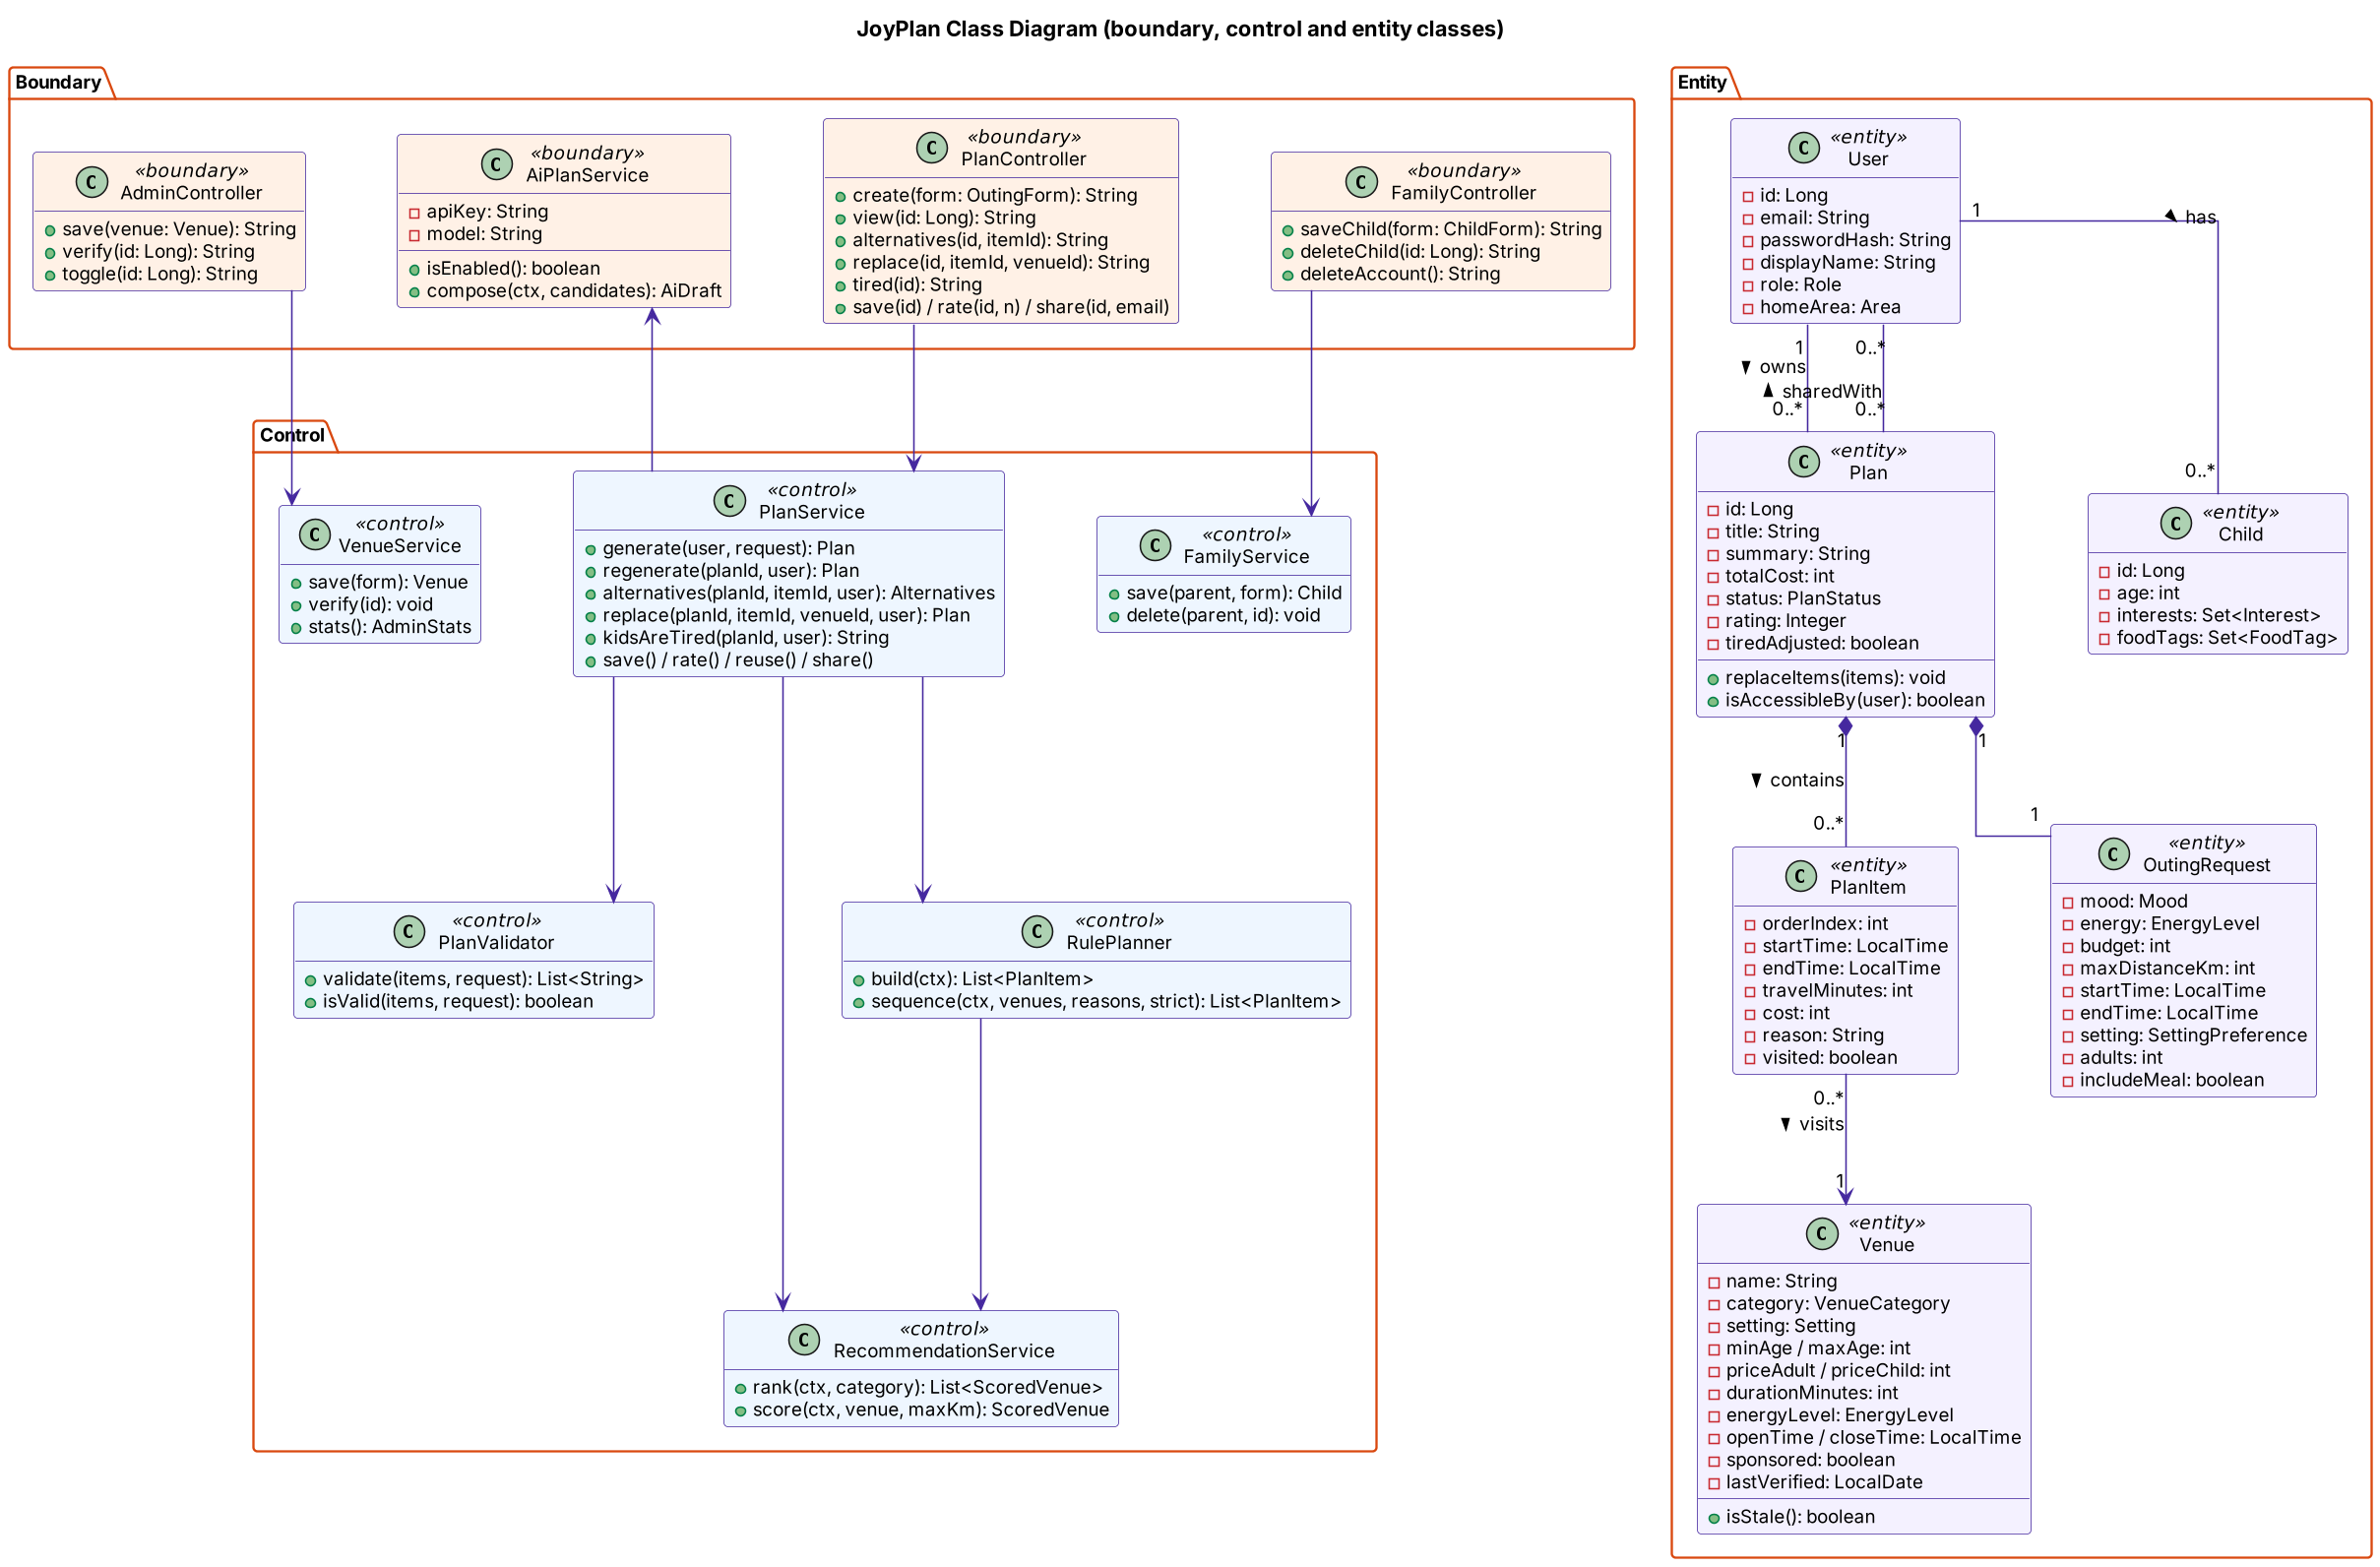 JoyPlan Class Diagram (boundary, control and entity classes)
Boundary
C
«boundary»
AdminController
save(venue: Venue): String
verify(id: Long): String
toggle(id: Long): String
C
«boundary»
AiPlanService
apiKey: String
model: String
isEnabled(): boolean
compose(ctx, candidates): AiDraft
C
«boundary»
PlanController
create(form: OutingForm): String
view(id: Long): String
alternatives(id, itemId): String
replace(id, itemId, venueId): String
tired(id): String
save(id) / rate(id, n) / share(id, email)
C
«boundary»
FamilyController
saveChild(form: ChildForm): String
deleteChild(id: Long): String
deleteAccount(): String
Control
C
«control»
VenueService
save(form): Venue
verify(id): void
stats(): AdminStats
C
«control»
PlanService
generate(user, request): Plan
regenerate(planId, user): Plan
alternatives(planId, itemId, user): Alternatives
replace(planId, itemId, venueId, user): Plan
kidsAreTired(planId, user): String
save() / rate() / reuse() / share()
C
«control»
FamilyService
save(parent, form): Child
delete(parent, id): void
C
«control»
PlanValidator
validate(items, request): List<String>
isValid(items, request): boolean
C
«control»
RulePlanner
build(ctx): List<PlanItem>
sequence(ctx, venues, reasons, strict): List<PlanItem>
C
«control»
RecommendationService
rank(ctx, category): List<ScoredVenue>
score(ctx, venue, maxKm): ScoredVenue
Entity
C
«entity»
User
id: Long
email: String
passwordHash: String
displayName: String
role: Role
homeArea: Area
1
has
0..*
1
owns
0..*
0..*
sharedWith
0..*
C
«entity»
Plan
id: Long
title: String
summary: String
totalCost: int
status: PlanStatus
rating: Integer
tiredAdjusted: boolean
replaceItems(items): void
isAccessibleBy(user): boolean
C
«entity»
Child
id: Long
age: int
interests: Set<Interest>
foodTags: Set<FoodTag>
1
contains
0..*
1
1
C
«entity»
PlanItem
orderIndex: int
startTime: LocalTime
endTime: LocalTime
travelMinutes: int
cost: int
reason: String
visited: boolean
C
«entity»
OutingRequest
mood: Mood
energy: EnergyLevel
budget: int
maxDistanceKm: int
startTime: LocalTime
endTime: LocalTime
setting: SettingPreference
adults: int
includeMeal: boolean
0..*
visits
1
C
«entity»
Venue
name: String
category: VenueCategory
setting: Setting
minAge / maxAge: int
priceAdult / priceChild: int
durationMinutes: int
energyLevel: EnergyLevel
openTime / closeTime: LocalTime
sponsored: boolean
lastVerified: LocalDate
isStale(): boolean